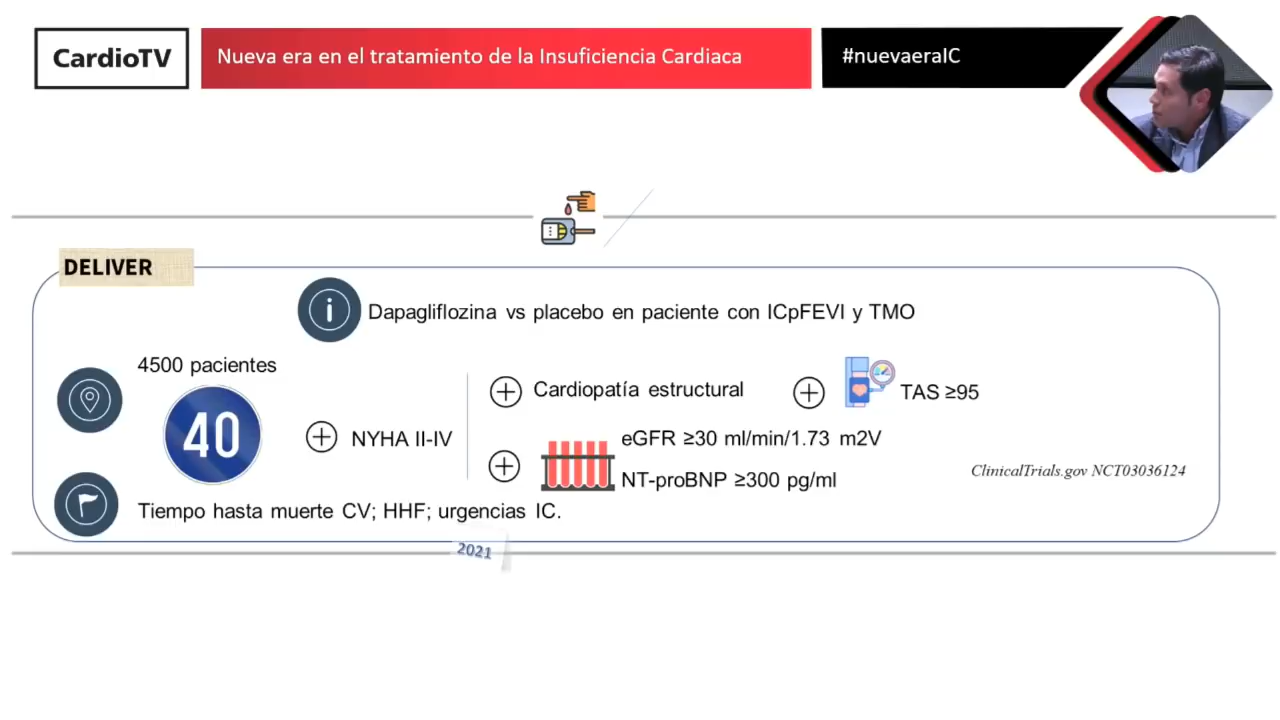 CardioTV
Nueva era en el tratamiento de la Insuficiencia Cardiaca
#nuevaeraIC
DELIVER
Dapagliflozina vs placebo en paciente con ICpFEVI y TMO
4500 pacientes
40
NYHA II-IV
Cardiopatía estructural
TAS ≥95
eGFR ≥30 ml/min/1.73 m2V
NT-proBNP ≥300 pg/ml
ClinicalTrials.gov NCT03036124
Tiempo hasta muerte CV; HHF; urgencias IC.
2021